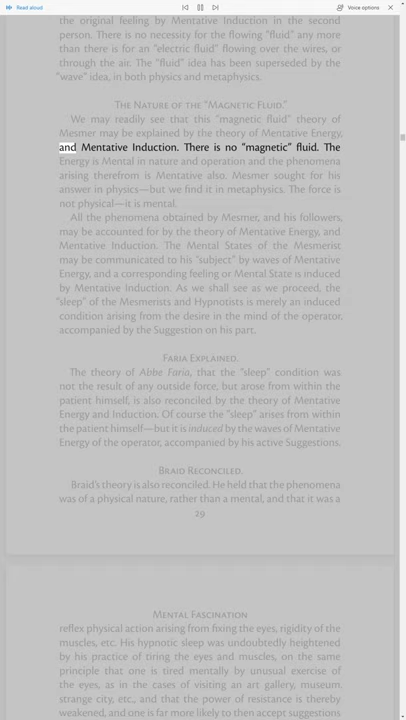 Read aloud
Voice options
the original feeling by Mentative Induction in the second
person. There is no necessity for the flowing “fluid” any more
than there is for an “electric fluid” flowing over the wires, or
through the air. The “fluid” idea has been superseded by the
“wave” idea, in both physics and metaphysics.
The Nature of the “Magnetic Fluid.”
We may readily see that this “magnetic fluid” theory of
Mesmer may be explained by the theory of Mentative Energy,
and Mentative Induction. There is no “magnetic” fluid. The
Energy is Mental in nature and operation and the phenomena
arising therefrom is Mentative also. Mesmer sought for his
answer in physics—but we find it in metaphysics. The force is
not physical—it is mental.
All the phenomena obtained by Mesmer, and his followers,
may be accounted for by the theory of Mentative Energy, and
Mentative Induction. The Mental States of the Mesmerist
may be communicated to his “subject” by waves of Mentative
Energy, and a corresponding feeling or Mental State is induced
by Mentative Induction. As we shall see as we proceed, the
“sleep” of the Mesmerists and Hypnotists is merely an induced
condition arising from the desire in the mind of the operator,
accompanied by the Suggestion on his part.
Faria Explained.
The theory of Abbe Faria, that the “sleep” condition was
not the result of any outside force, but arose from within the
patient himself, is also reconciled by the theory of Mentative
Energy and Induction. Of course the “sleep” arises from within
the patient himself—but it is induced by the waves of Mentative
Energy of the operator, accompanied by his active Suggestions.
Braid Reconciled.
Braid’s theory is also reconciled. He held that the phenomena
was of a physical nature, rather than a mental, and that it was a
29
Mental Fascination
reflex physical action arising from fixing the eyes, rigidity of the
muscles, etc. His hypnotic sleep was undoubtedly heightened
by his practice of tiring the eyes and muscles, on the same
principle that one is tired mentally by unusual exercise of
the eyes, as in the cases of visiting an art gallery, museum,
strange city, etc., and that the power of resistance is thereby
weakened, and one is far more likely to then accept suggestions